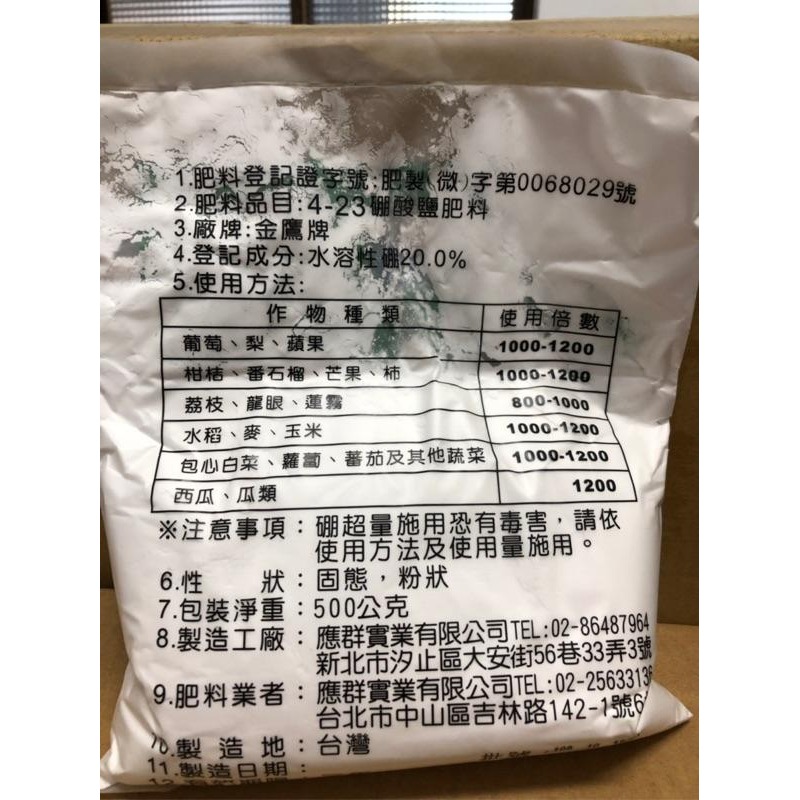 1.肥料登記證字號:肥製(微)字第0068029號
2.肥料品目:4-23硼酸鹽肥料
3.廠牌:金鷹牌
4.登記成分:水溶性硼20.0%
5.使用方法:
作物種類 使用倍數
葡萄、梨、蘋果 1000-1200
柑桔、番石榴、芒果、柿 1000-1200
荔枝、龍眼、蓮霧 800-1000
水稻、麥、玉米 1000-1200
包心白菜、蘿蔔、蕃茄及其他蔬菜 1000-1200
西瓜、瓜類 1200
※注意事項：硼超量施用恐有毒害，請依
使用方法及使用量施用。
6.性 狀：固態，粉狀
7.包裝淨重：500公克
8.製造工廠：應群實業有限公司TEL:02-86487964
新北市汐止區大安街56巷33弄3號
9.肥料業者：應群實業有限公司TEL:02-2563313
台北市中山區吉林路142-1號6
10.製 造 地：台灣
11.製造日期：
12.